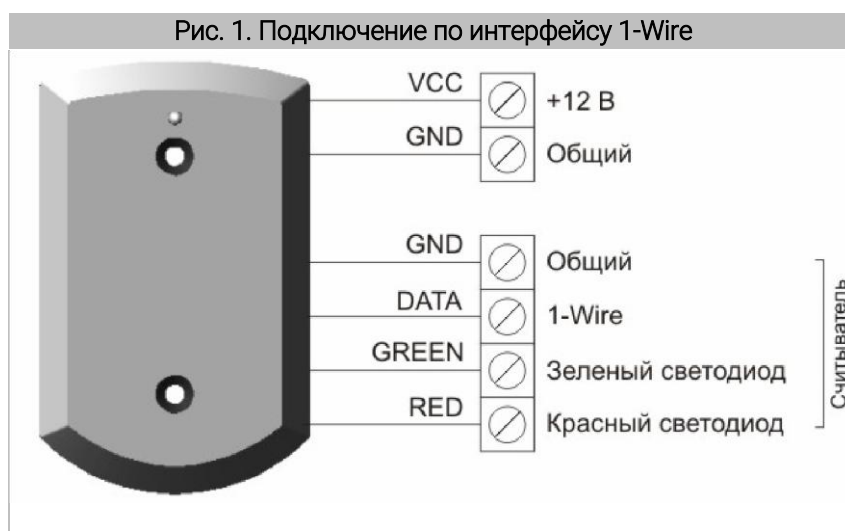 Рис. 1. Подключение по интерфейсу 1-Wire
VCC
+12 В
GND
Общий
GND
Общий
DATA
1-Wire
GREEN
Зеленый светодиод
RED
Красный светодиод
Считыватель